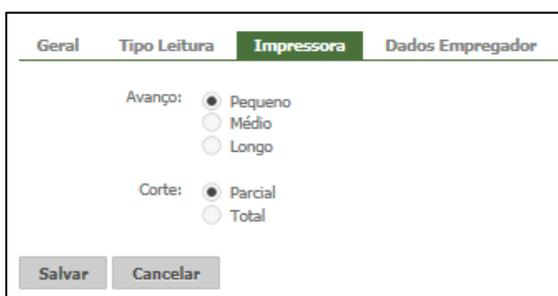 Geral Tipo Leitura Impressora Dados Empregador
Avanço: Pequeno
Médio
Longo
Corte: Parcial
Total
Salvar Cancelar